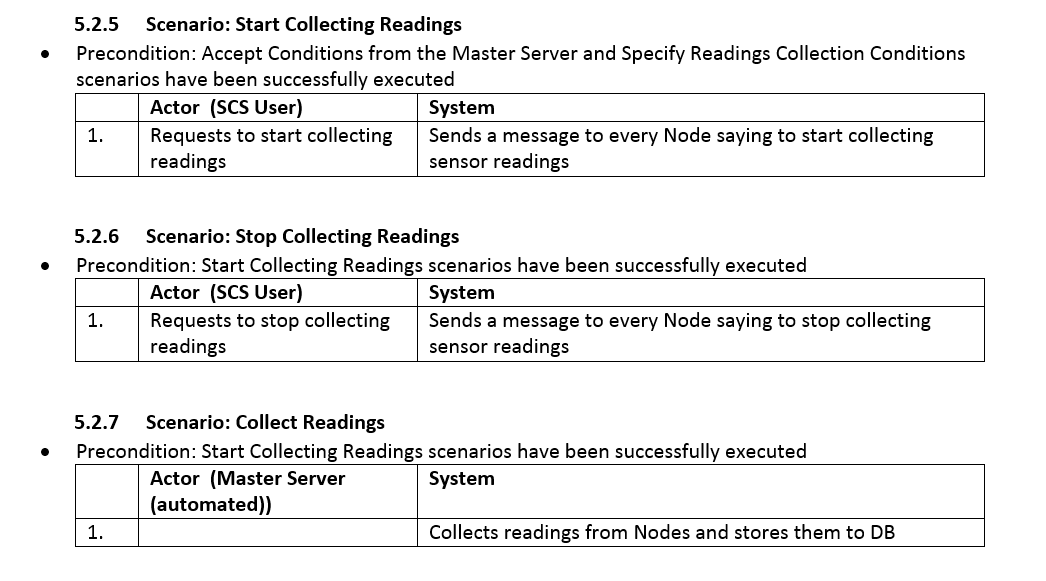 5.2.5 Scenario: Start Collecting Readings
• Precondition: Accept Conditions from the Master Server and Specify Readings Collection Conditions
scenarios have been successfully executed
Actor (SCS User) System
1. Requests to start collecting Sends a message to every Node saying to start collecting
readings sensor readings
5.2.6 Scenario: Stop Collecting Readings
• Precondition: Start Collecting Readings scenarios have been successfully executed
Actor (SCS User) System
1. Requests to stop collecting Sends a message to every Node saying to stop collecting
readings sensor readings
5.2.7 Scenario: Collect Readings
• Precondition: Start Collecting Readings scenarios have been successfully executed
Actor (Master Server System
(automated))
1. Collects readings from Nodes and stores them to DB